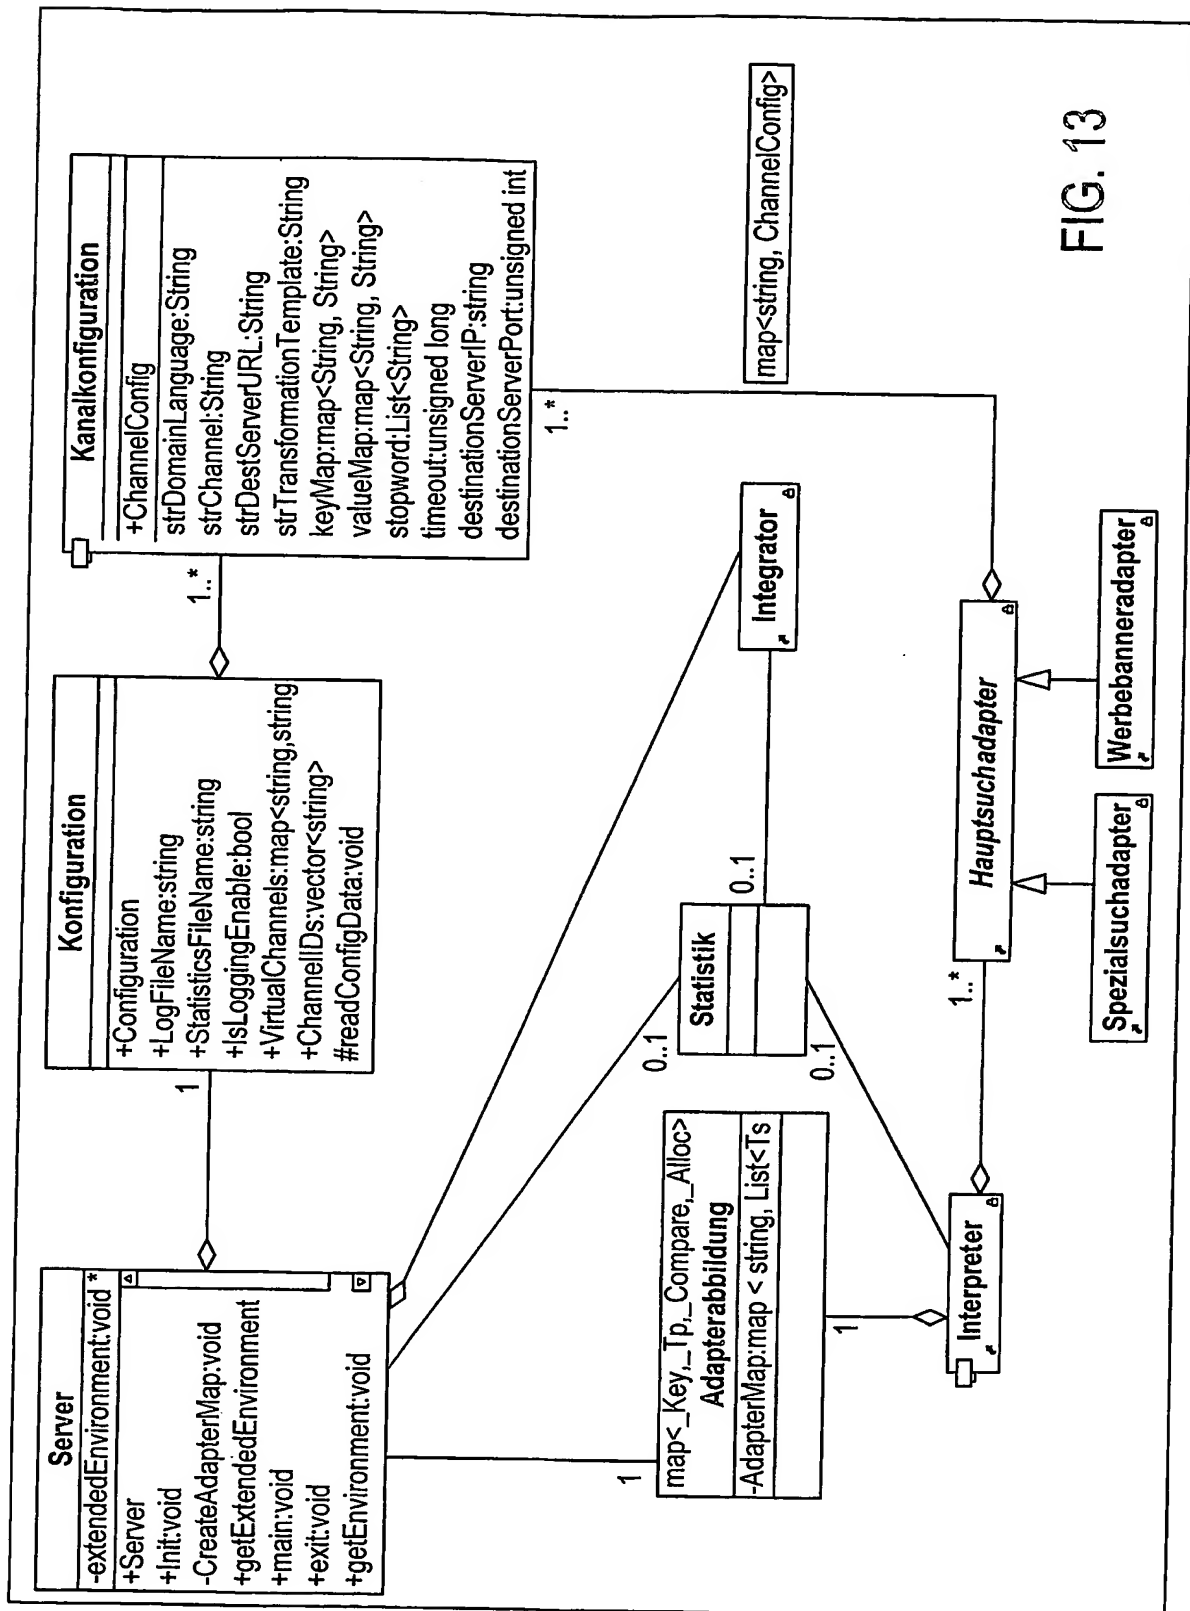 Server
-extendedEnvironment:void *
+Server
+Init:void
-CreateAdapterMap:void
+getExtendedEnvironment
+main:void
+exit:void
+getEnvironment:void
1
Konfiguration
+Configuration
+LogFileName:string
+StatisticsFileName:string
+IsLoggingEnable:bool
+VirtualChannels:map<string,string
+ChannelIDs:vector<string>
#readConfigData:void
1..*
Kanalkonfiguration
+ChannelConfig
strDomainLanguage:String
strChannel:String
strDestServerURL:String
strTransformationTemplate:String
keyMap:map<String, String>
valueMap:map<String, String>
stopword:List<String>
timeout:unsigned long
destinationServerIP:string
destinationServerPort:unsigned int
1..*
map<string, ChannelConfig>
1
map<_Key,_Tp,_Compare,_Alloc>
Adapterabbildung
-AdapterMap:map < string, List<Ts
1
0..1
Statistik
0..1
0..1
Integrator
Interpreter
1..*
Hauptsuchadapter
Spezialsuchadapter
Werbebanneradapter
FIG. 13